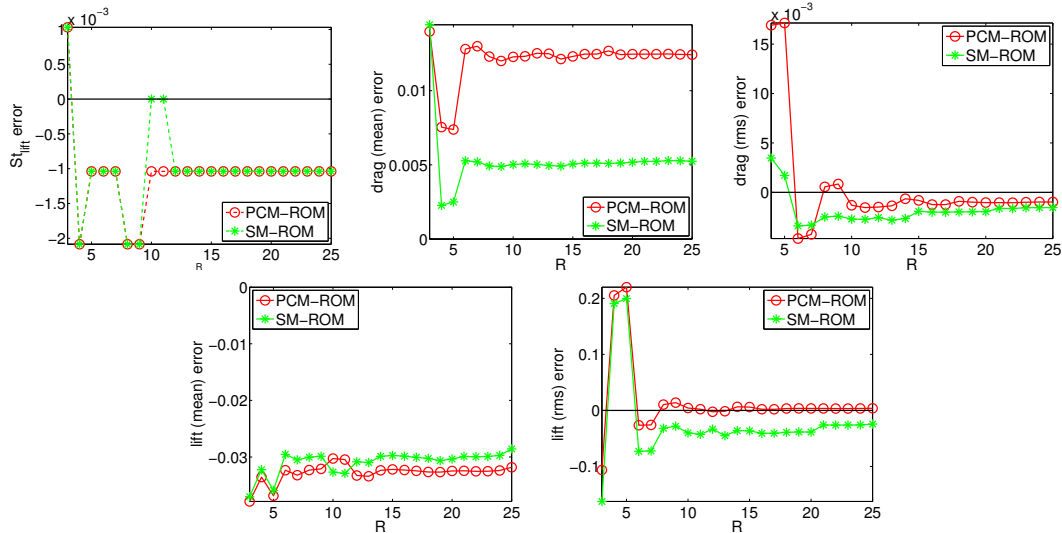 x 10⁻³
1
0.5
0
−0.5
−1
−1.5
−2
St_lift error
5 10 15 20 25
R
PCM−ROM
SM−ROM
0.01
0.005
0
drag (mean) error
5 10 15 20 25
R
PCM−ROM
SM−ROM
x 10⁻³
15
10
5
0
−5
drag (rms) error
5 10 15 20 25
R
PCM−ROM
SM−ROM
0
−0.01
−0.02
−0.03
lift (mean) error
5 10 15 20 25
R
PCM−ROM
SM−ROM
0.2
0.1
0
−0.1
lift (rms) error
5 10 15 20 25
R
PCM−ROM
SM−ROM